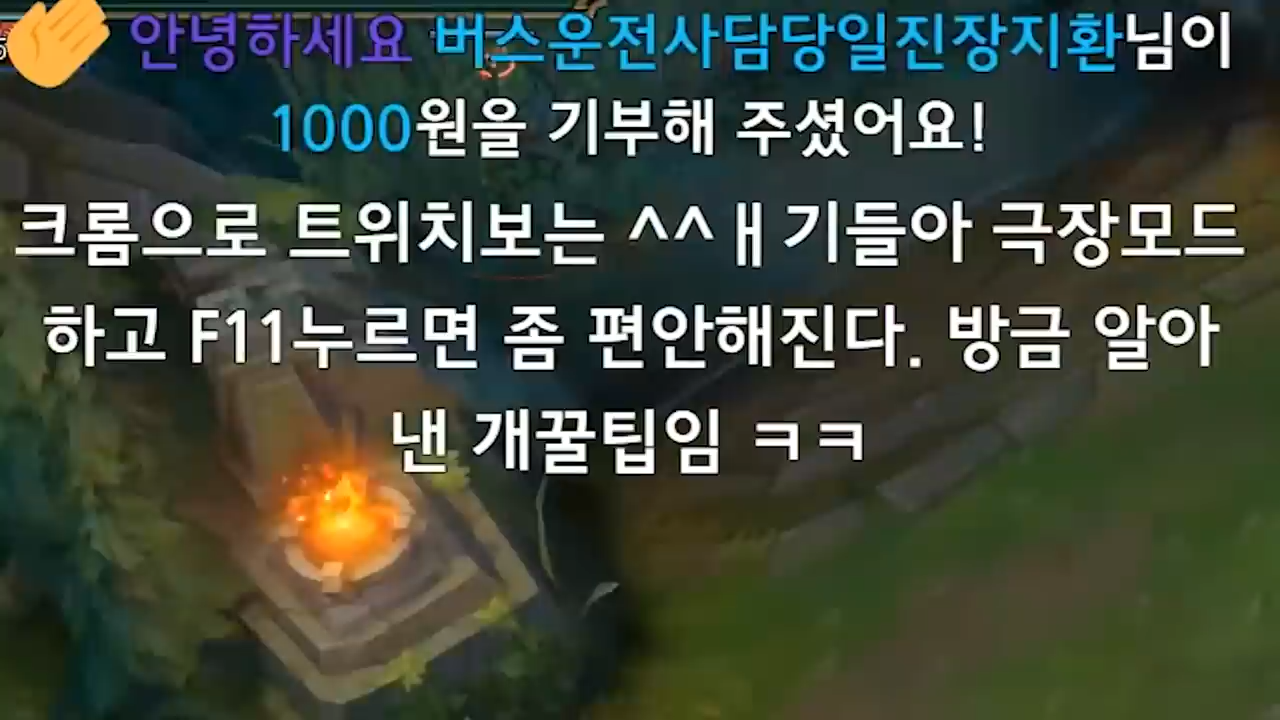 안녕하세요 버스운전사담당일진장지환님이
1000원을 기부해 주셨어요!
크롬으로 트위치보는 ^^ㅐ기들아 극장모드
하고 F11누르면 좀 편안해진다. 방금 알아
낸 개꿀팁임 ㅋㅋ